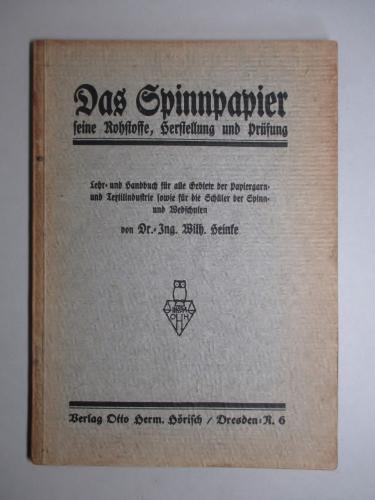 Das Spinnpapier
seine Rohstoffe, Herstellung und Prüfung
Lehr- und Handbuch für alle Gebiete der Papiergarn-
und Textilindustrie sowie für die Schüler der Spinn-
und Webschulen
von Dr.-Ing. Wilh. Heinke
Verlag Otto Herm. Hörisch / Dresden-N. 6